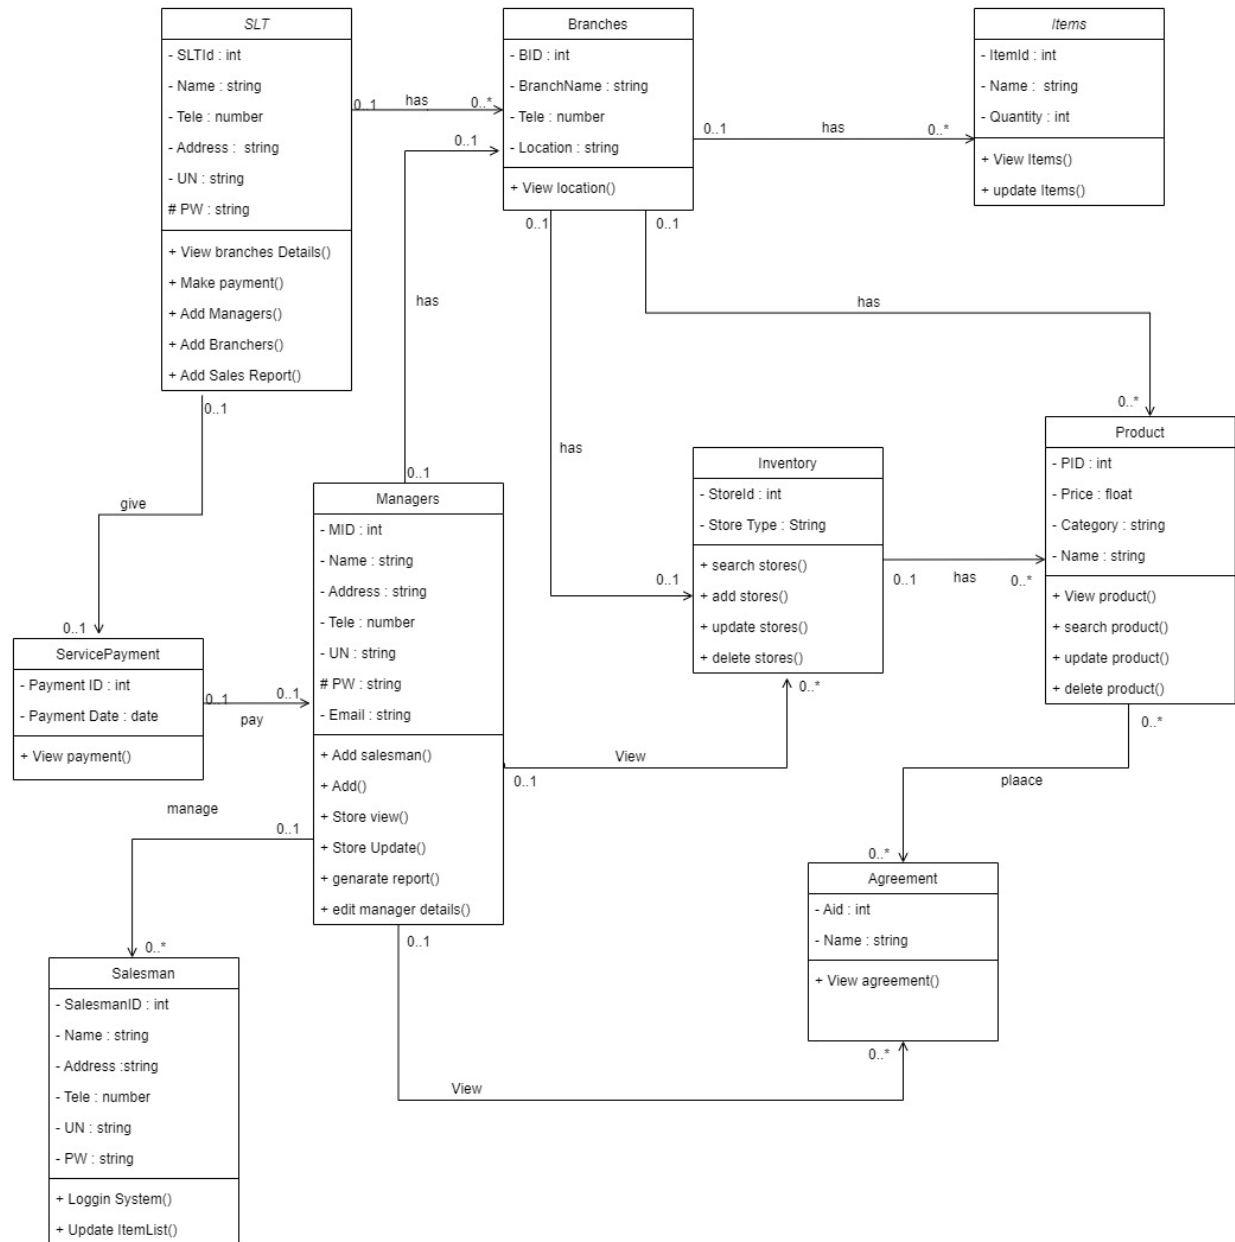 SLT
- SLTId : int
- Name : string
- Tele : number
- Address : string
- UN : string
# PW : string
+ View branches Details()
+ Make payment()
+ Add Managers()
+ Add Branchers()
+ Add Sales Report()
0..1
has
0..*
Branches
- BID : int
- BranchName : string
- Tele : number
- Location : string
+ View location()
0..1
has
0..*
Items
- ItemId : int
- Name : string
- Quantity : int
+ View Items()
+ update Items()
0..1
has
0..1
0..1
has
0..1
0..1
has
0..*
0..1
give
0..1
Managers
- MID : int
- Name : string
- Address : string
- Tele : number
- UN : string
# PW : string
- Email : string
+ Add salesman()
+ Add()
+ Store view()
+ Store Update()
+ genarate report()
+ edit manager details()
Inventory
- StoreId : int
- Store Type : String
+ search stores()
+ add stores()
+ update stores()
+ delete stores()
0..1
has
0..*
Product
- PID : int
- Price : float
- Category : string
- Name : string
+ View product()
+ search product()
+ update product()
+ delete product()
ServicePayment
- Payment ID : int
- Payment Date : date
+ View payment()
0..1
pay
0..1
0..1
View
0..*
0..*
plaace
0..*
manage
0..1
0..*
Agreement
- Aid : int
- Name : string
+ View agreement()
0..1
View
0..*
Salesman
- SalesmanID : int
- Name : string
- Address :string
- Tele : number
- UN : string
- PW : string
+ Loggin System()
+ Update ItemList()